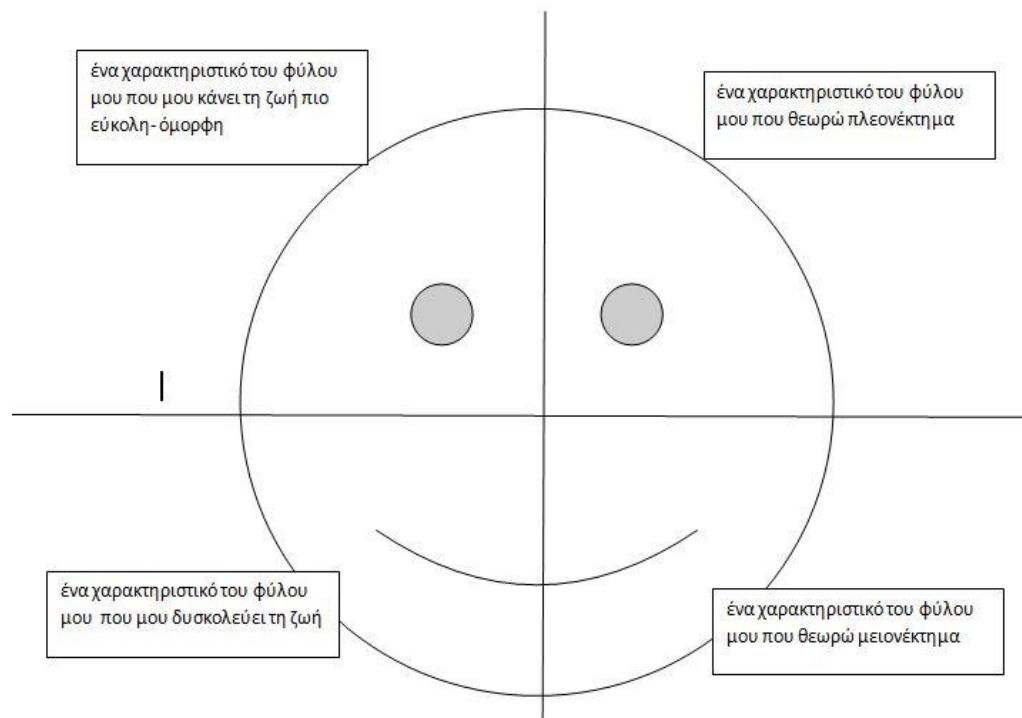 ένα χαρακτηριστικό του φύλου
μου που μου κάνει τη ζωή πιο
εύκολη- όμορφη
ένα χαρακτηριστικό του φύλου
μου που θεωρώ πλεονέκτημα
ένα χαρακτηριστικό του φύλου
μου που μου δυσκολεύει τη ζωή
ένα χαρακτηριστικό του φύλου
μου που θεωρώ μειονέκτημα